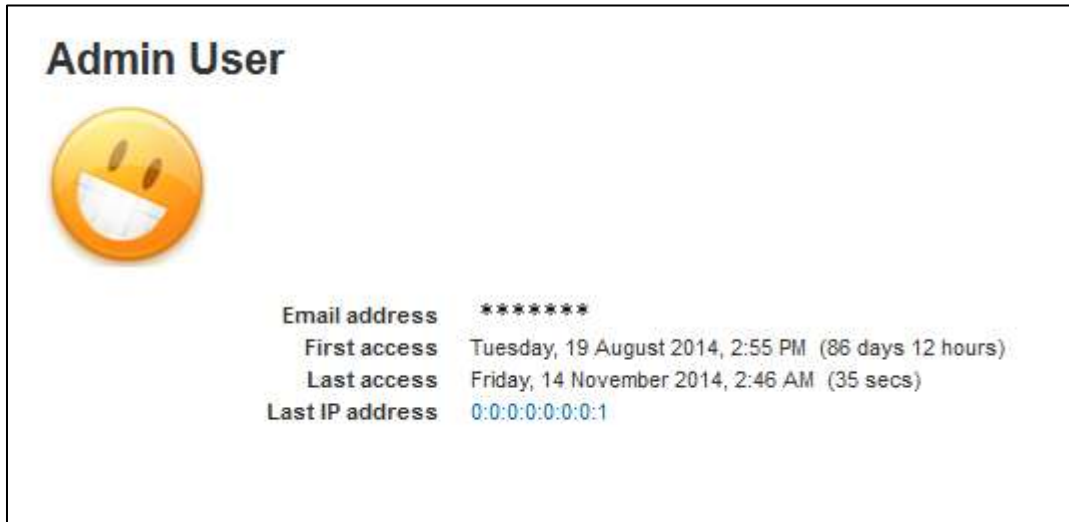 Admin User
Email address *******
First access Tuesday, 19 August 2014, 2:55 PM (86 days 12 hours)
Last access Friday, 14 November 2014, 2:46 AM (35 secs)
Last IP address 0:0:0:0:0:0:0:1